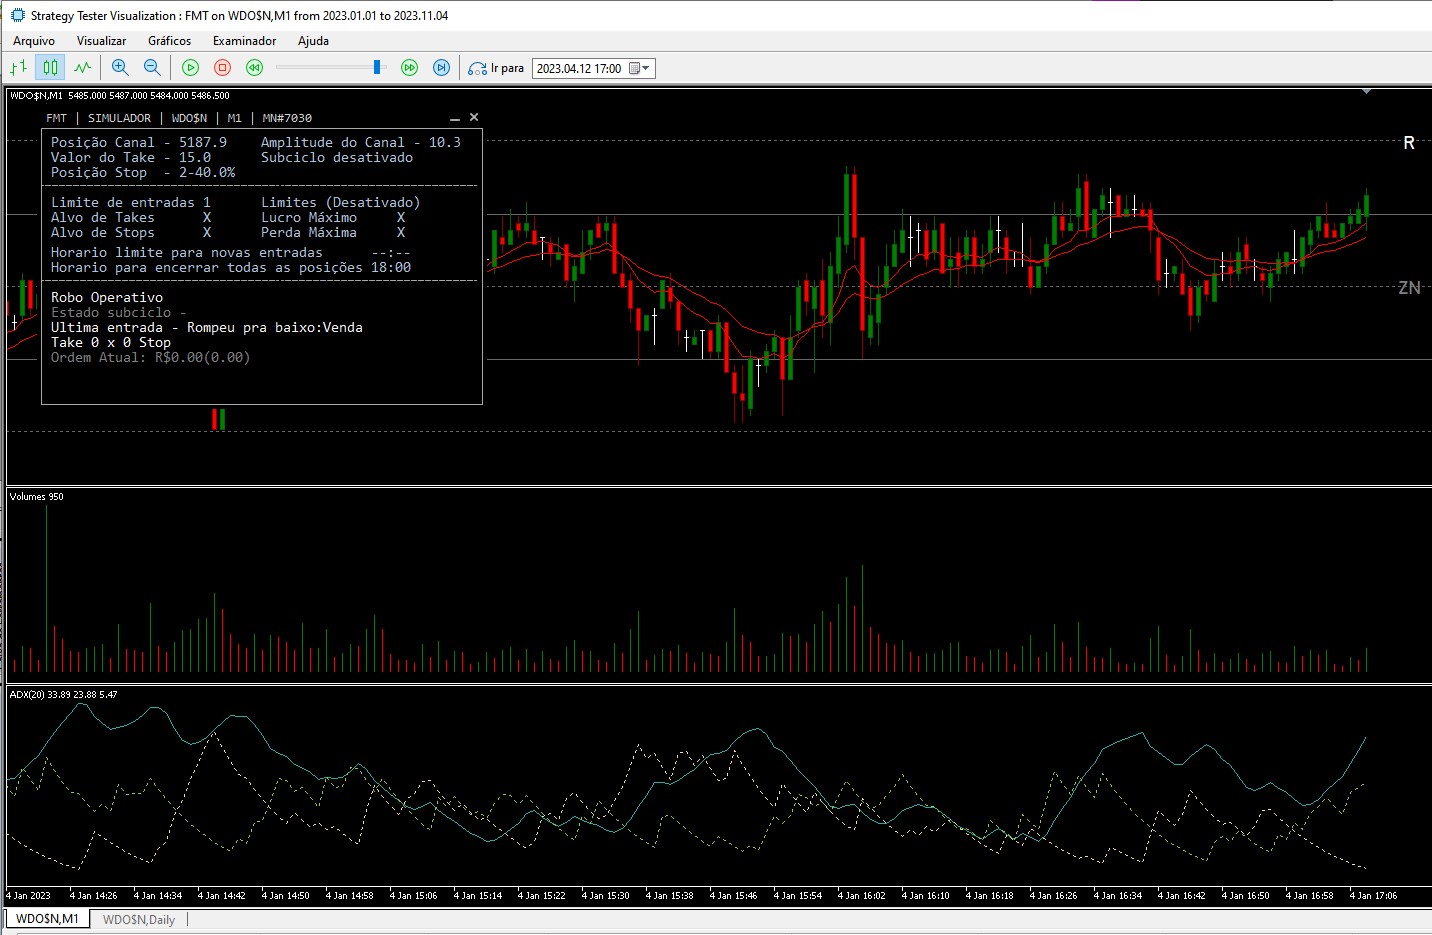 Strategy Tester Visualization : FMT on WDO$N,M1 from 2023.01.01 to 2023.11.04
Arquivo Visualizar Gráficos Examinador Ajuda
Ir para 2023.04.12 17:00
WDO$N,M1 5485.000 5487.000 5484.000 5486.500
FMT | SIMULADOR | WDO$N | M1 | MN#7030
Posição Canal - 5187.9 Amplitude do Canal - 10.3
Valor do Take - 15.0 Subciclo desativado
Posição Stop - 2-40.0%
Limite de entradas 1 Limites (Desativado)
Alvo de Takes X Lucro Máximo X
Alvo de Stops X Perda Máxima X
Horario limite para novas entradas --:--
Horario para encerrar todas as posições 18:00
Robo Operativo
Estado subciclo -
Ultima entrada - Rompeu pra baixo:Venda
Take 0 x 0 Stop
Ordem Atual: R$0.00(0.00)
R
ZN
Volumes 950
ADX(20) 33.89 23.88 5.47
4 Jan 2023 4 Jan 14:26 4 Jan 14:34 4 Jan 14:42 4 Jan 14:50 4 Jan 14:58 4 Jan 15:06 4 Jan 15:14 4 Jan 15:22 4 Jan 15:30 4 Jan 15:38 4 Jan 15:46 4 Jan 15:54 4 Jan 16:02 4 Jan 16:10 4 Jan 16:18 4 Jan 16:26 4 Jan 16:34 4 Jan 16:42 4 Jan 16:50 4 Jan 16:58 4 Jan 17:06
WDO$N,M1 WDO$N,Daily